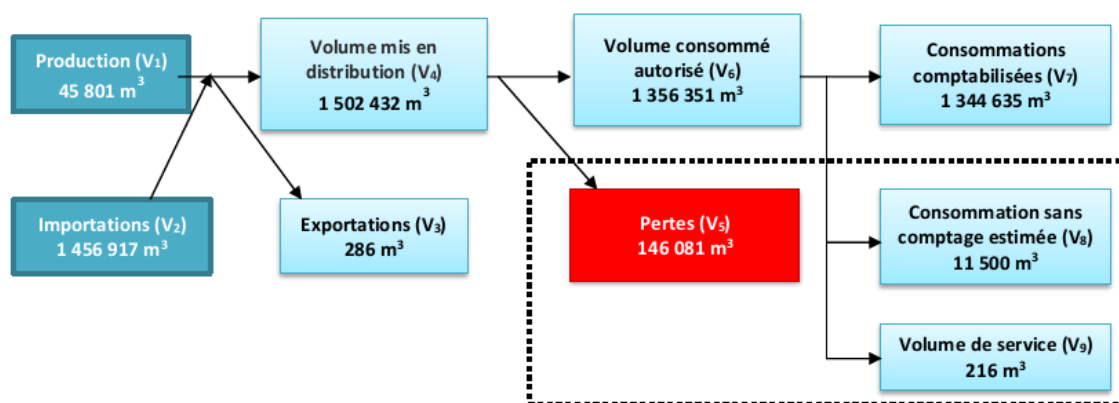 Production (V₁)
45 801 m³
Volume mis en
distribution (V₄)
1 502 432 m³
Volume consommé
autorisé (V₆)
1 356 351 m³
Consommations
comptabilisées (V₇)
1 344 635 m³
Importations (V₂)
1 456 917 m³
Exportations (V₃)
286 m³
Pertes (V₅)
146 081 m³
Consommation sans
comptage estimée (V₈)
11 500 m³
Volume de service (V₉)
216 m³